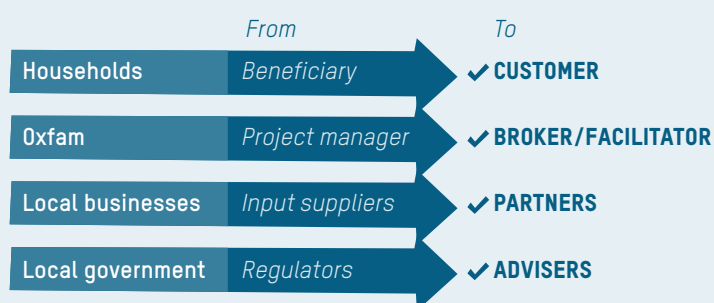 From To
Households Beneficiary CUSTOMER
Oxfam Project manager BROKER/FACILITATOR
Local businesses Input suppliers PARTNERS
Local government Regulators ADVISERS